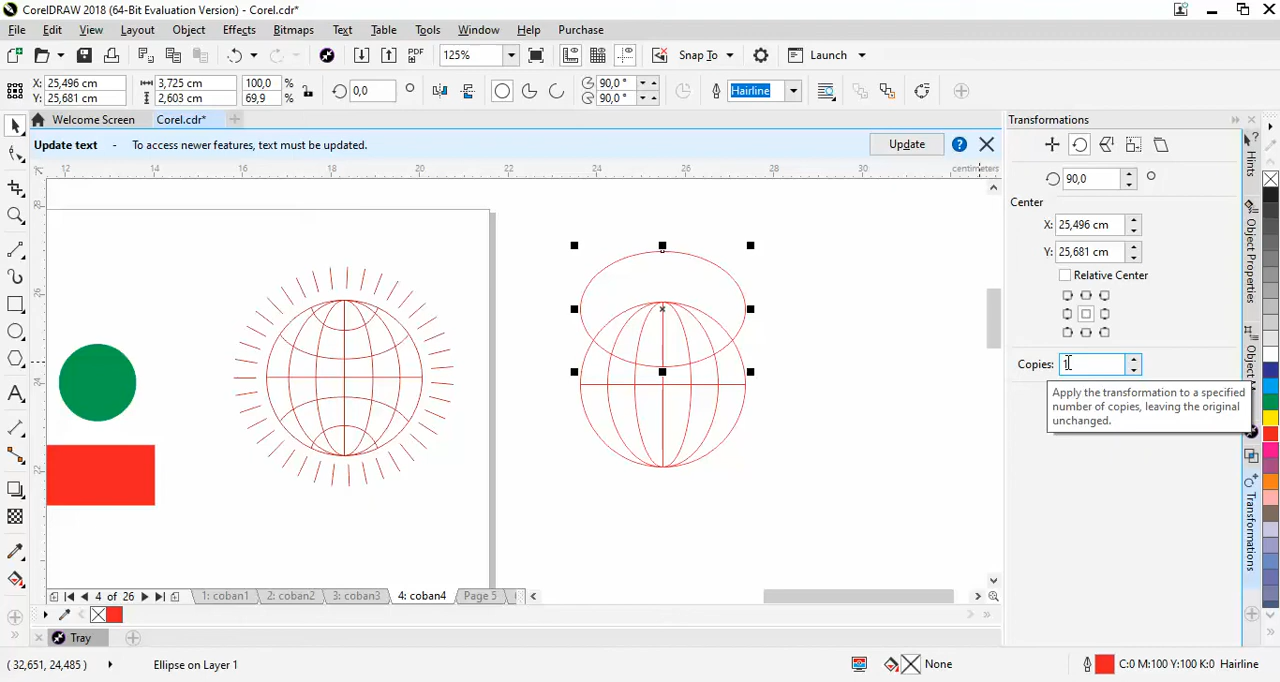 CorelDRAW 2018 (64-Bit Evaluation Version) - Corel.cdr*
File Edit View Layout Object Effects Bitmaps Text Table Tools Window Help Purchase
PDF 125% Snap To Launch
X: 25,496 cm 3,725 cm 100,0 % 0,0 90,0 ° Hairline
Y: 25,681 cm 2,603 cm 69,9 % 90,0 °
Welcome Screen Corel.cdr*
Update text - To access newer features, text must be updated. Update
12 14 16 18 20 22 24 26 28 30 centimeters
28
26
24
22
Transformations
90,0 °
Center
X: 25,496 cm
Y: 25,681 cm
Relative Center
Copies: 1
Apply the transformation to a specified
number of copies, leaving the original
unchanged.
Hints
Object Properties
Transformations
4 of 26 1: coban1 2: coban2 3: coban3 4: coban4 Page 5
Tray
( 32,651, 24,485 ) Ellipse on Layer 1 None C:0 M:100 Y:100 K:0 Hairline